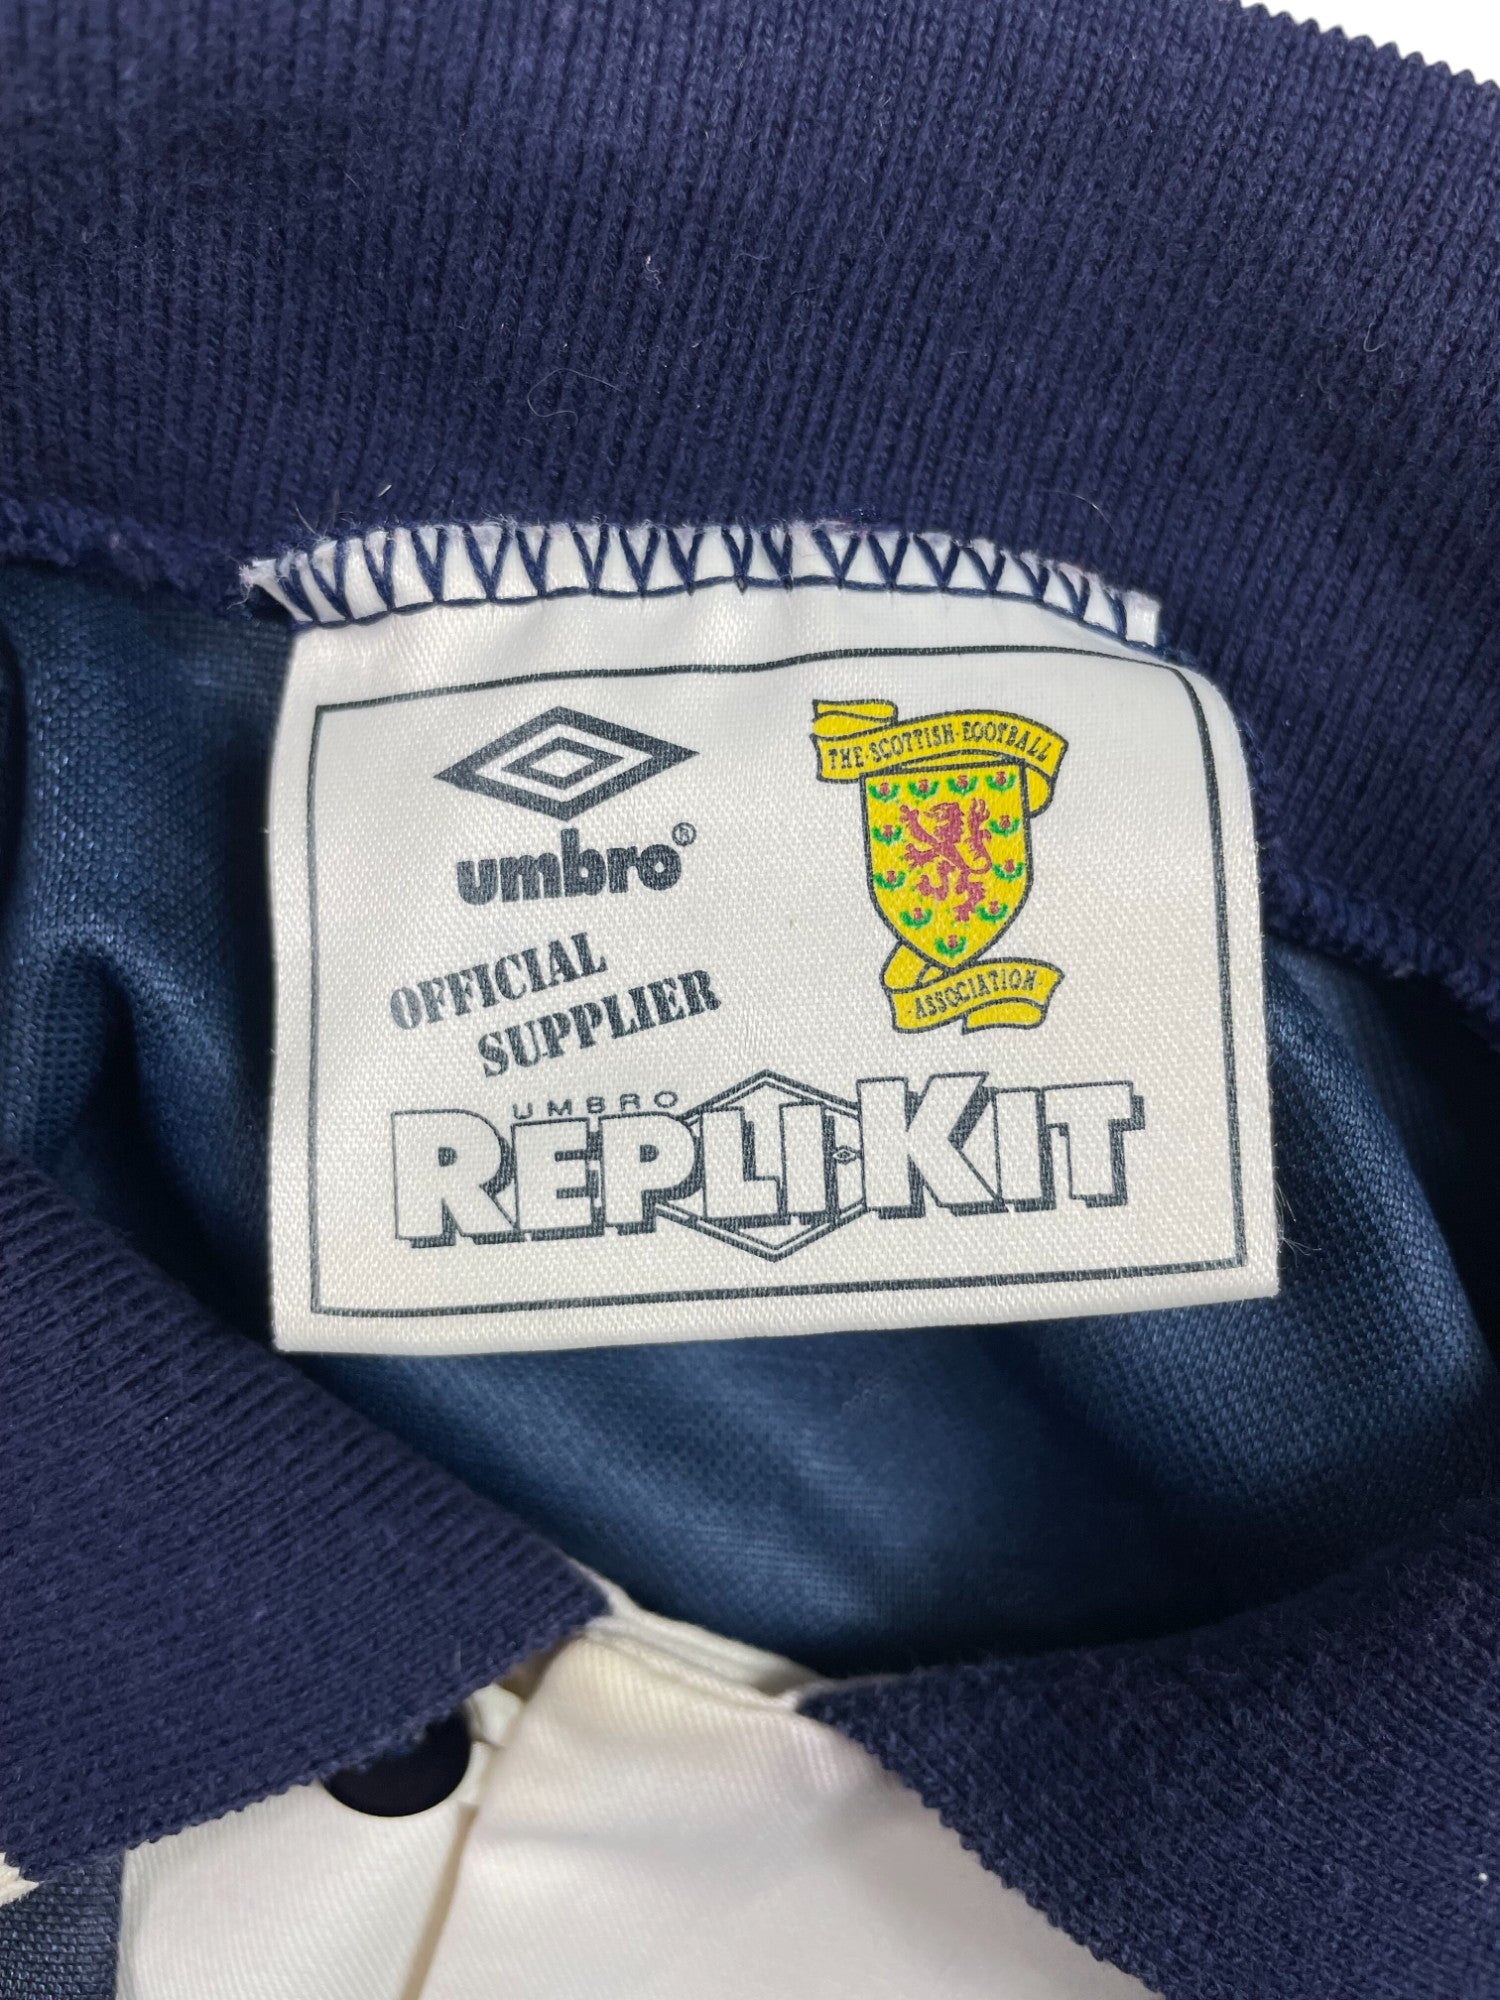 umbro®
THE·SCOTTISH·FOOTBALL
ASSOCIATION·
OFFICIAL
SUPPLIER
UMBRO
REPLI·KIT